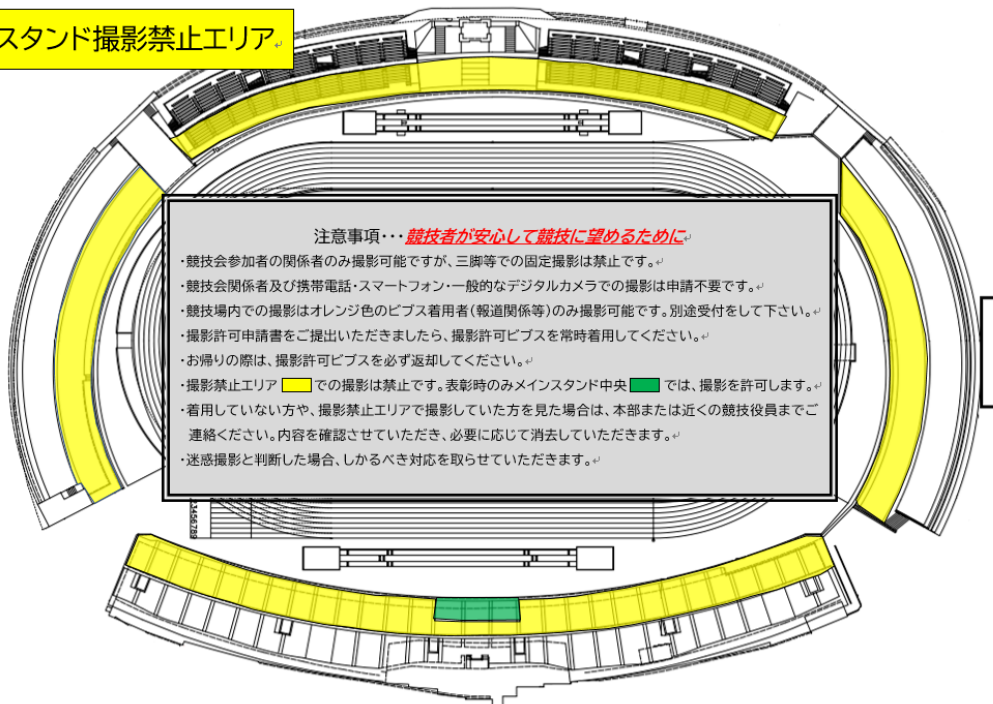 スタンド撮影禁止エリア
注意事項・・・競技者が安心して競技に望めるために
・競技会参加者の関係者のみ撮影可能ですが、三脚等での固定撮影は禁止です。
・競技会関係者及び携帯電話・スマートフォン・一般的なデジタルカメラでの撮影は申請不要です。
・競技場内での撮影はオレンジ色のビブス着用者(報道関係等)のみ撮影可能です。別途受付をして下さい。
・撮影許可申請書をご提出いただきましたら、撮影許可ビブスを常時着用してください。
・お帰りの際は、撮影許可ビブスを必ず返却してください。
・撮影禁止エリア での撮影は禁止です。表彰時のみメインスタンド中央 では、撮影を許可します。
・着用していない方や、撮影禁止エリアで撮影していた方を見た場合は、本部または近くの競技役員までご
連絡ください。内容を確認させていただき、必要に応じて消去していただきます。
・迷惑撮影と判断した場合、しかるべき対応を取らせていただきます。
23456789